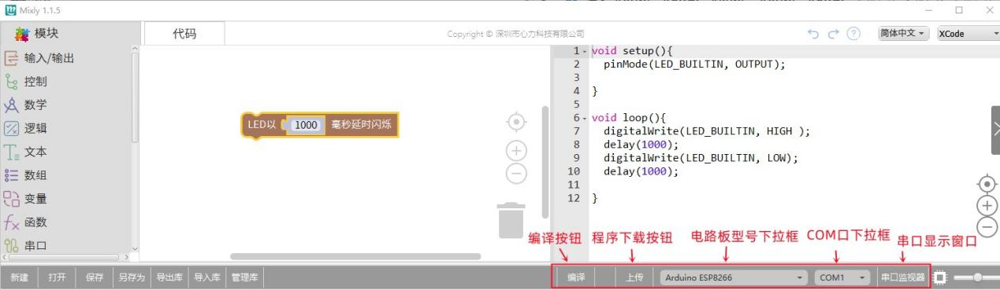 Mixly 1.1.5
模块
代码
Copyright © 深圳市心力科技有限公司
简体中文
XCode
输入/输出
控制
数学
逻辑
文本
数组
变量
函数
串口
LED以 1000 毫秒延时闪烁
1 void setup(){
2 pinMode(LED_BUILTIN, OUTPUT);
3
4 }
5
6 void loop(){
7 digitalWrite(LED_BUILTIN, HIGH );
8 delay(1000);
9 digitalWrite(LED_BUILTIN, LOW);
10 delay(1000);
11
12 }
编译按钮 程序下载按钮 电路板型号下拉框 COM口下拉框 串口显示窗口
新建 打开 保存 另存为 导出库 导入库 管理库 编译 上传 Arduino ESP8266 COM1 串口监视器